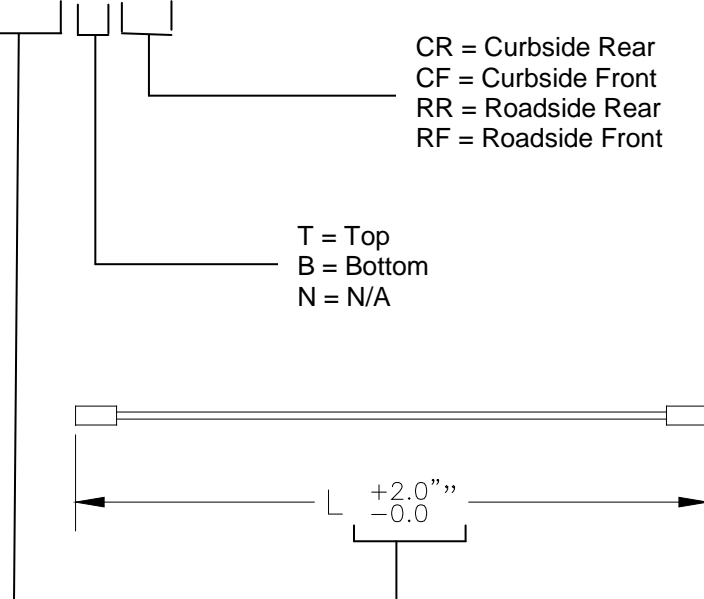 CR = Curbside Rear
CF = Curbside Front
RR = Roadside Rear
RF = Roadside Front
T = Top
B = Bottom
N = N/A
L +2.0”"
-0.0